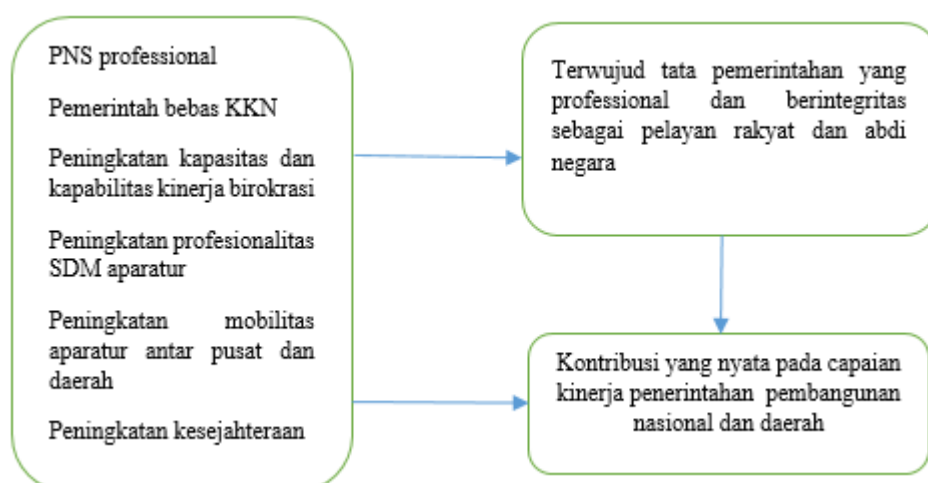 PNS professional
Pemerintah bebas KKN
Peningkatan kapasitas dan
kapabilitas kinerja birokrasi
Peningkatan profesionalitas
SDM aparatur
Peningkatan mobilitas
aparatur antar pusat dan
daerah
Peningkatan kesejahteraan
Terwujud tata pemerintahan yang
professional dan berintegritas
sebagai pelayan rakyat dan abdi
negara
Kontribusi yang nyata pada capaian
kinerja penerintahan pembangunan
nasional dan daerah